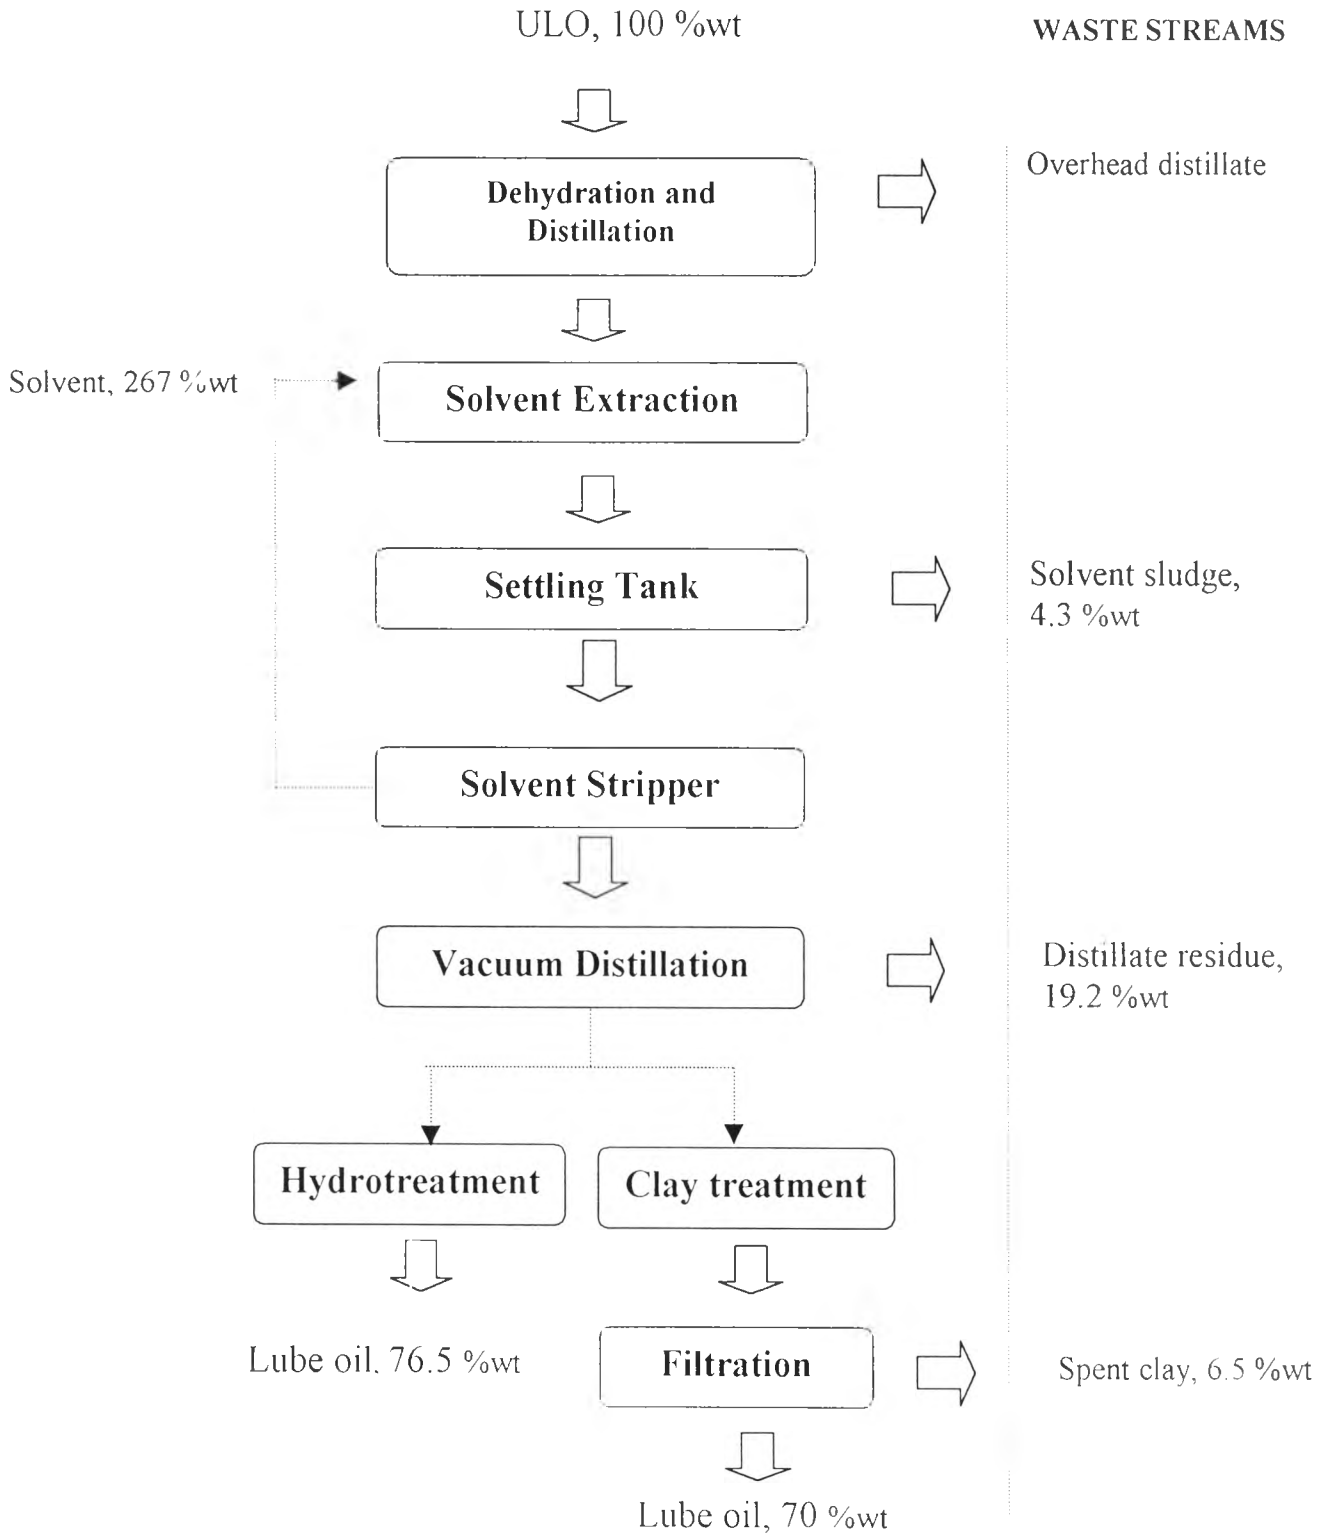 ULO, 100 %wt
WASTE STREAMS
Dehydration and
Distillation
Overhead distillate
Solvent, 267 %wt
Solvent Extraction
Settling Tank
Solvent sludge,
4.3 %wt
Solvent Stripper
Vacuum Distillation
Distillate residue,
19.2 %wt
Hydrotreatment
Clay treatment
Lube oil, 76.5 %wt
Filtration
Spent clay, 6.5 %wt
Lube oil, 70 %wt